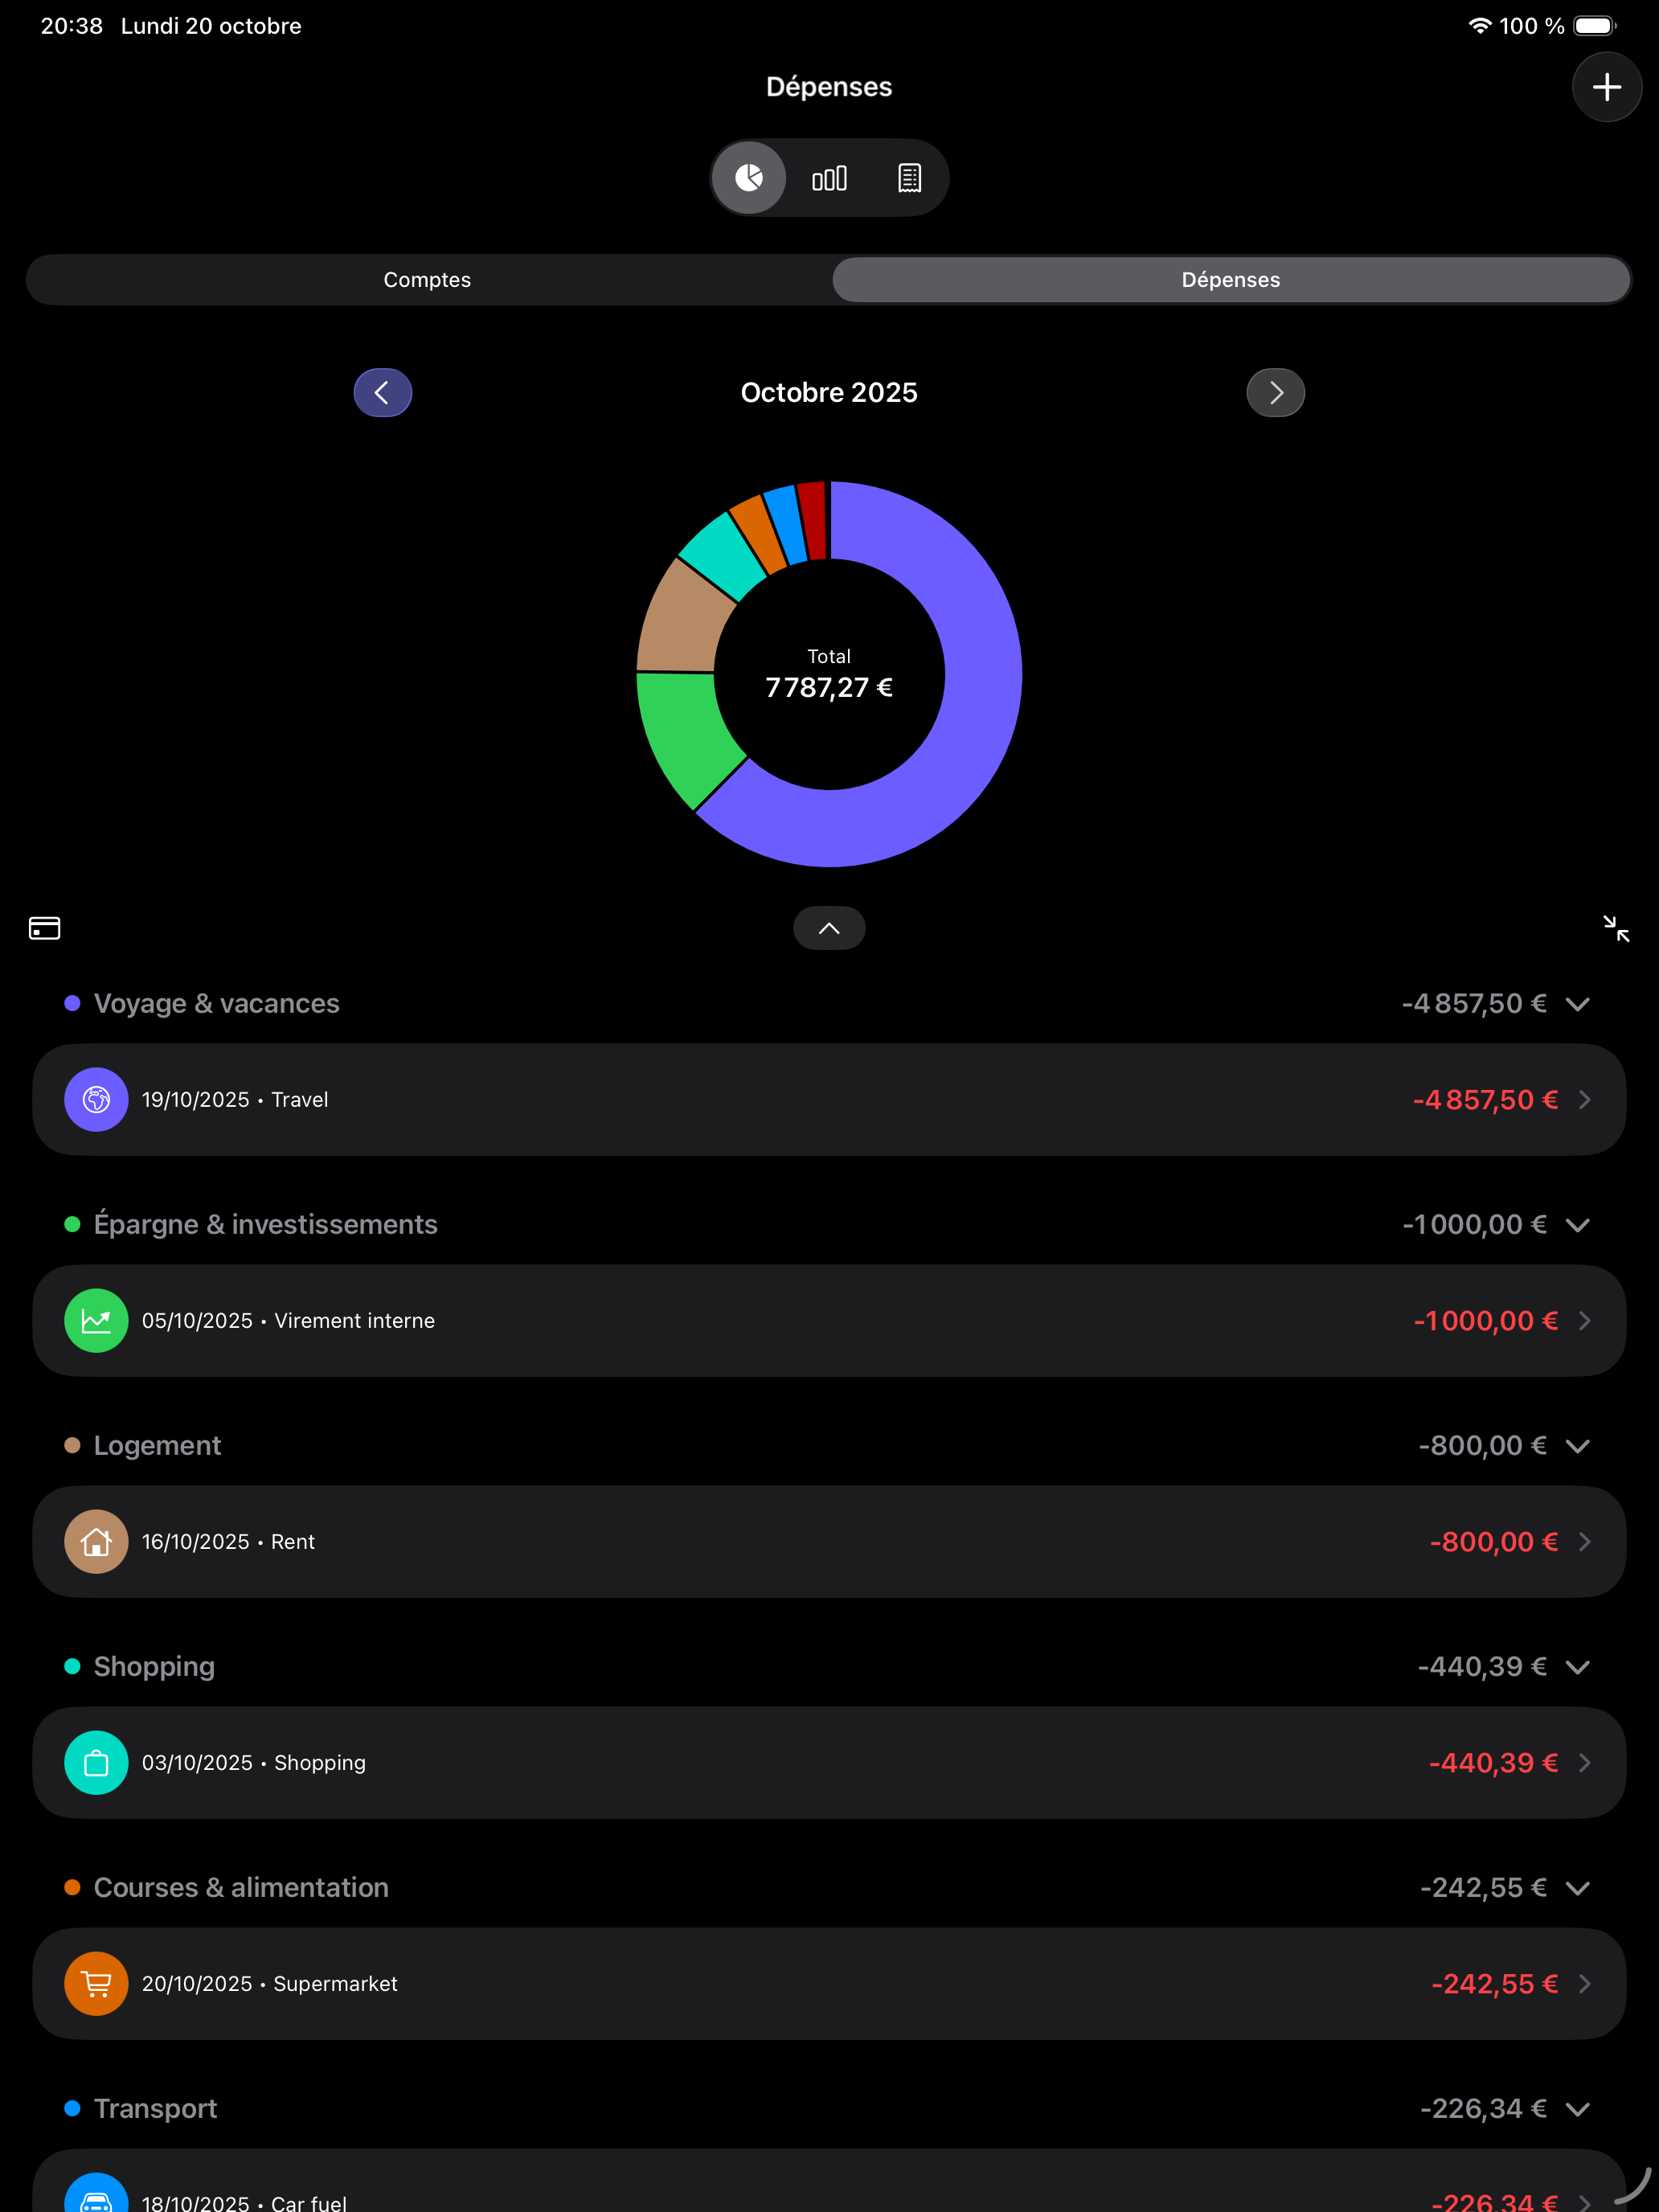 20:38 Lundi 20 octobre 100 %
Dépenses
Comptes Dépenses
Octobre 2025
Total
7 787,27 €
Voyage & vacances -4 857,50 €
19/10/2025 • Travel -4 857,50 €
Épargne & investissements -1 000,00 €
05/10/2025 • Virement interne -1 000,00 €
Logement -800,00 €
16/10/2025 • Rent -800,00 €
Shopping -440,39 €
03/10/2025 • Shopping -440,39 €
Courses & alimentation -242,55 €
20/10/2025 • Supermarket -242,55 €
Transport -226,34 €
18/10/2025 • Car fuel -226,34 €